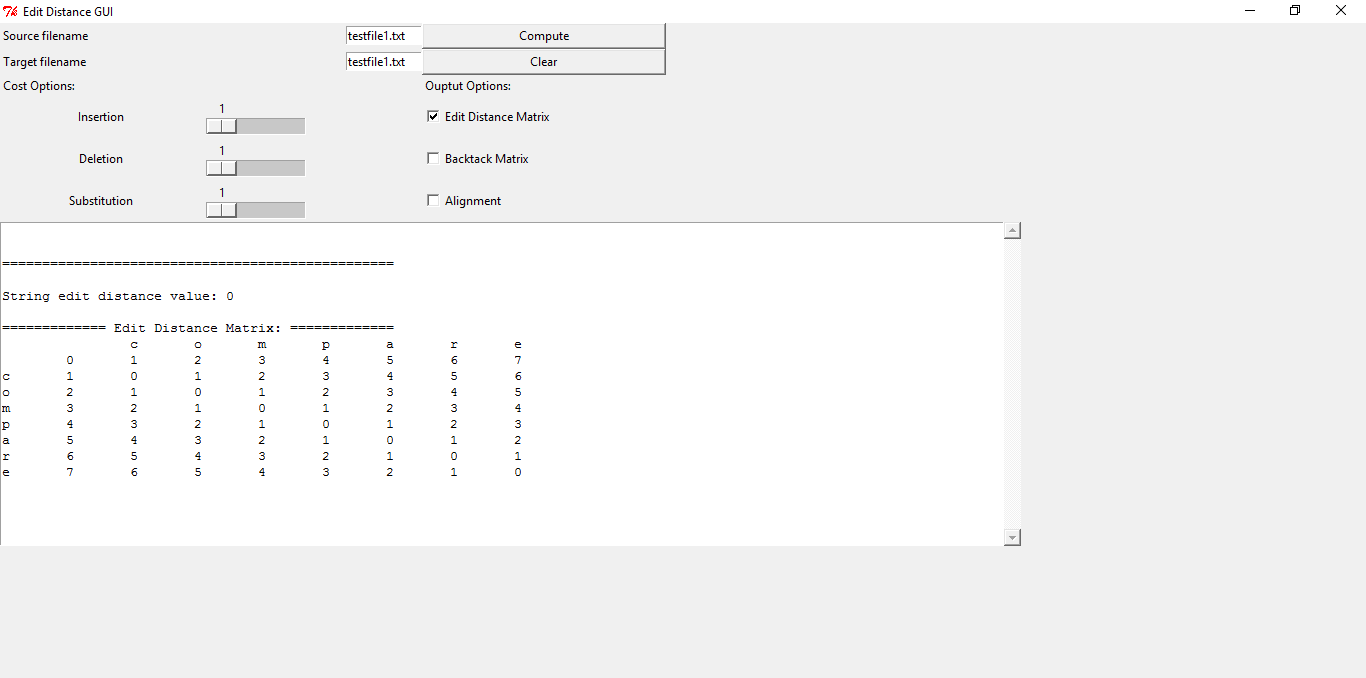 Edit Distance GUI
Source filename testfile1.txt Compute
Target filename testfile1.txt Clear
Cost Options: Ouptut Options:
1
Insertion Edit Distance Matrix
1
Deletion Backtack Matrix
1
Substitution Alignment
=================================================
String edit distance value: 0
============= Edit Distance Matrix: =============
c o m p a r e
0 1 2 3 4 5 6 7
c 1 0 1 2 3 4 5 6
o 2 1 0 1 2 3 4 5
m 3 2 1 0 1 2 3 4
p 4 3 2 1 0 1 2 3
a 5 4 3 2 1 0 1 2
r 6 5 4 3 2 1 0 1
e 7 6 5 4 3 2 1 0